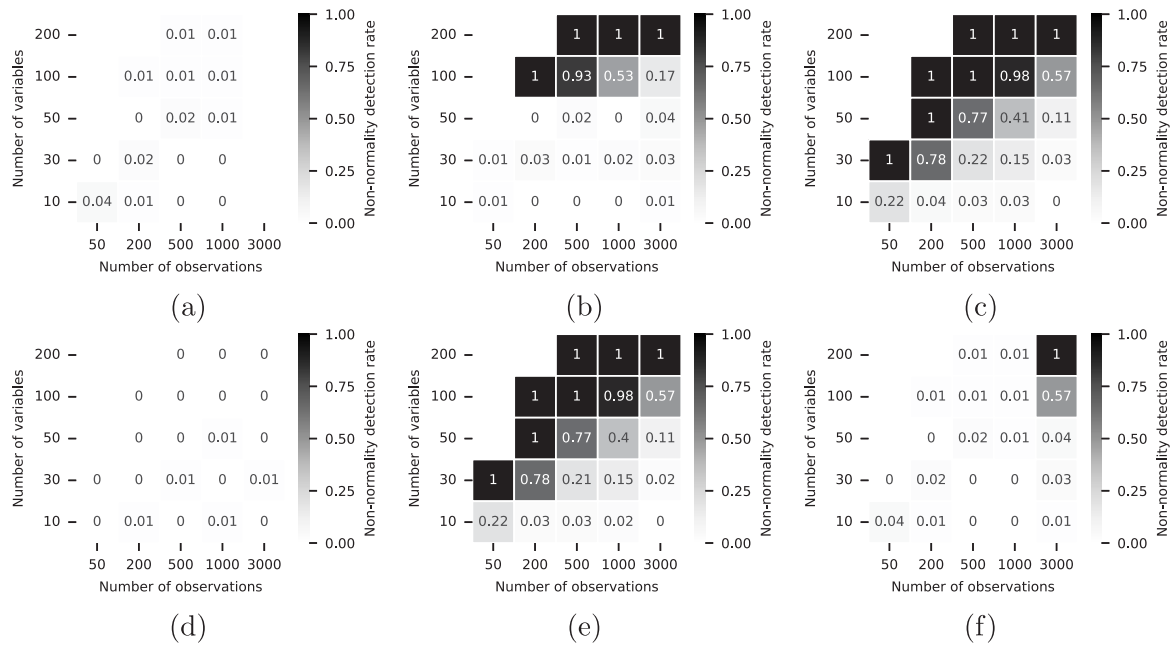 Number of variables
200
0.01 0.01
100
0.01 0.01 0.01
50
0 0.02 0.01
30
0 0.02
10
0.04 0.01 0 0
50 200 500 1000 3000
Number of observations
1.00
0.75
0.50
0.25
0.00
Non-normality detection rate
(a)
Number of variables
200
1 1 1
100
1 0.93 0.53 0.17
50
0 0.02 0 0.04
30
0.01 0.03 0.01 0.02 0.03
10
0.01 0 0 0 0.01
50 200 500 1000 3000
Number of observations
1.00
0.75
0.50
0.25
0.00
Non-normality detection rate
(b)
Number of variables
200
1 1 1
100
1 1 0.98 0.57
50
1 0.77 0.41 0.11
30
1 0.78 0.22 0.15 0.03
10
0.22 0.04 0.03 0.03 0
50 200 500 1000 3000
Number of observations
1.00
0.75
0.50
0.25
0.00
Non-normality detection rate
(c)
Number of variables
200
0 0 0
100
0 0 0 0
50
0 0 0.01 0
30
0 0 0.01 0 0.01
10
0 0.01 0 0.01 0
50 200 500 1000 3000
Number of observations
1.00
0.75
0.50
0.25
0.00
Non-normality detection rate
(d)
Number of variables
200
1 1 1
100
1 1 0.98 0.57
50
1 0.77 0.4 0.11
30
1 0.78 0.21 0.15 0.02
10
0.22 0.03 0.03 0.02 0
50 200 500 1000 3000
Number of observations
1.00
0.75
0.50
0.25
0.00
Non-normality detection rate
(e)
Number of variables
200
0.01 0.01 1
100
0.01 0.01 0.01 0.57
50
0 0.02 0.01 0.04
30
0 0.02 0 0 0.03
10
0.04 0.01 0 0 0.01
50 200 500 1000 3000
Number of observations
1.00
0.75
0.50
0.25
0.00
Non-normality detection rate
(f)